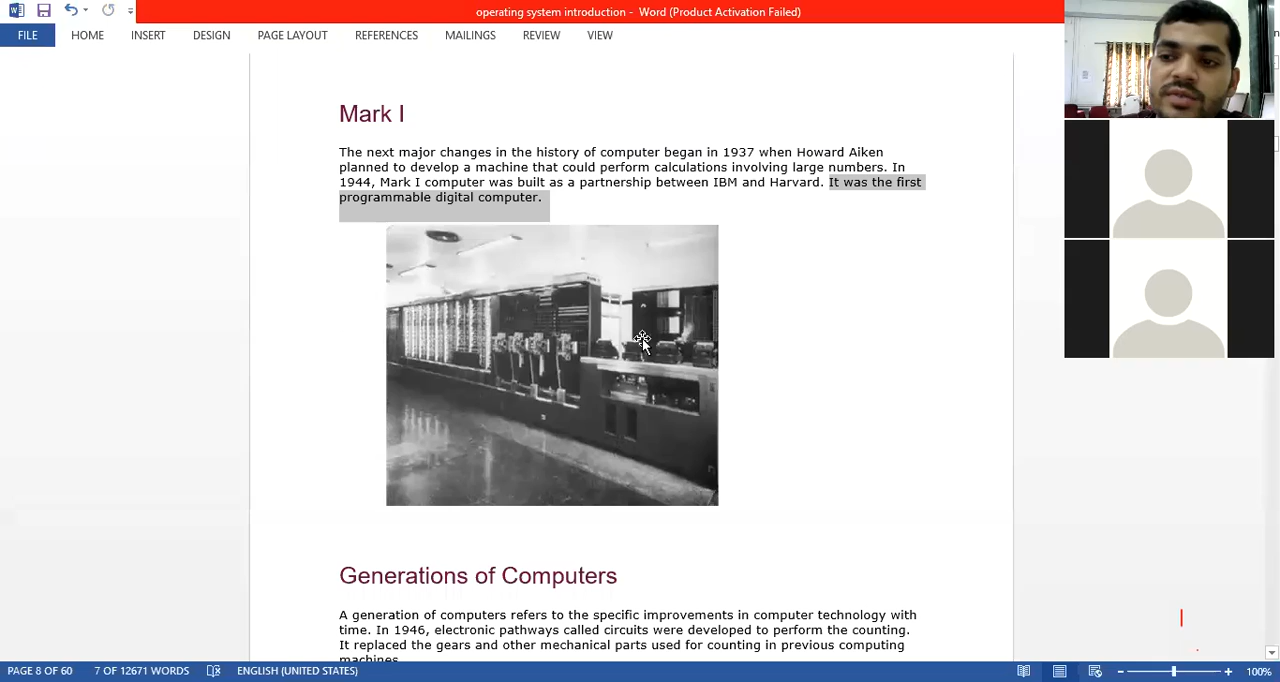 operating system introduction - Word (Product Activation Failed)
FILE HOME INSERT DESIGN PAGE LAYOUT REFERENCES MAILINGS REVIEW VIEW
Mark I
The next major changes in the history of computer began in 1937 when Howard Aiken
planned to develop a machine that could perform calculations involving large numbers. In
1944, Mark I computer was built as a partnership between IBM and Harvard. It was the first
programmable digital computer.
Generations of Computers
A generation of computers refers to the specific improvements in computer technology with
time. In 1946, electronic pathways called circuits were developed to perform the counting.
It replaced the gears and other mechanical parts used for counting in previous computing
machines.
PAGE 8 OF 60 7 OF 12671 WORDS ENGLISH (UNITED STATES) 100%